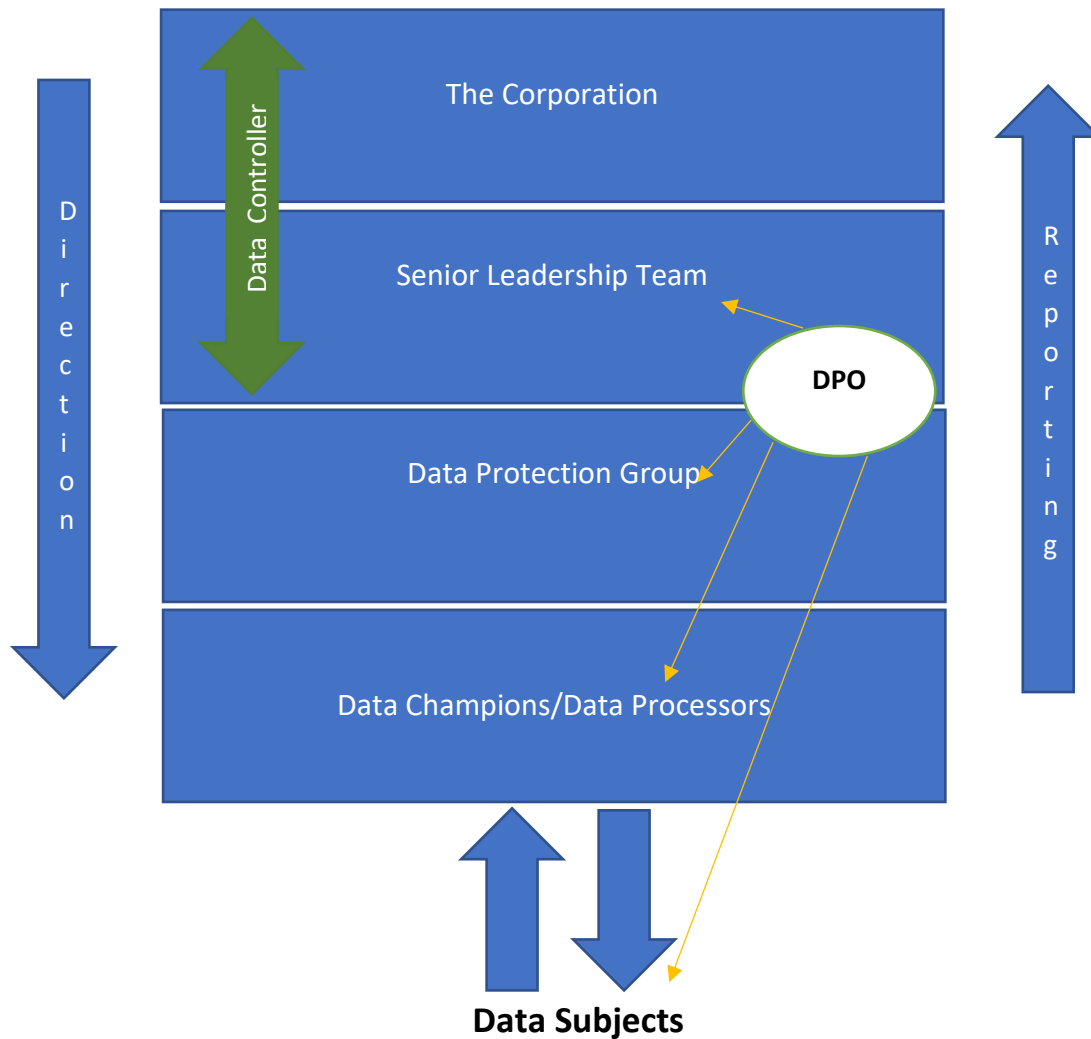 The Corporation
Data Controller
Direction
Reporting
Senior Leadership Team
DPO
Data Protection Group
Data Champions/Data Processors
Data Subjects